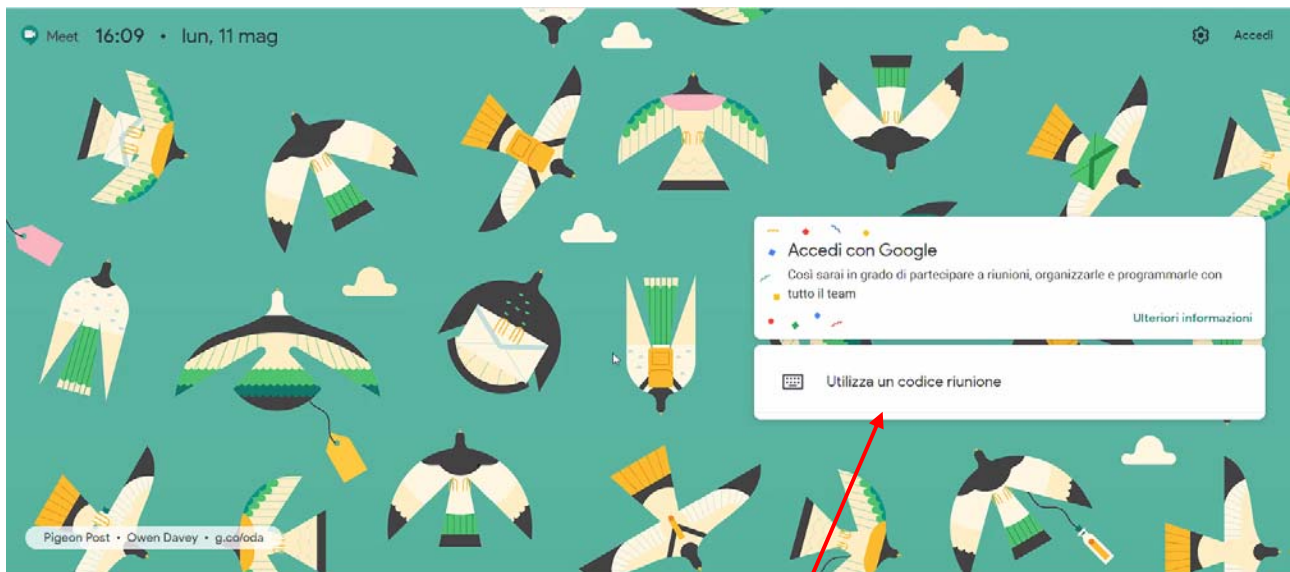 Meet 16:09 • lun, 11 mag
Accedi
Accedi con Google
Così sarai in grado di partecipare a riunioni, organizzarle e programmarle con
tutto il team
Ulteriori informazioni
Utilizza un codice riunione
Pigeon Post • Owen Davey • g.co/oda